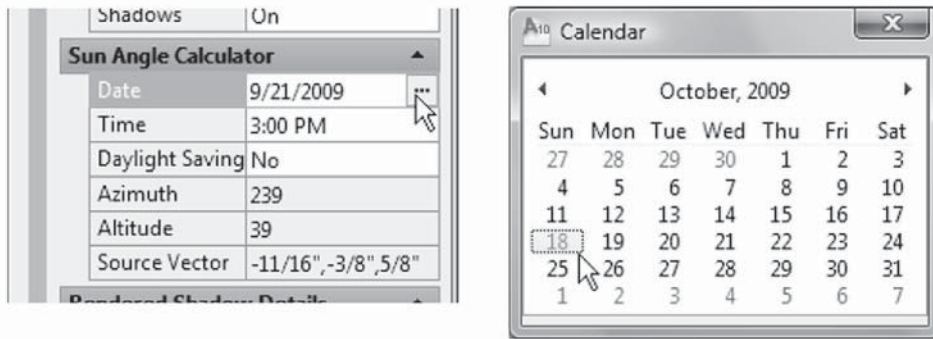 Shadows On
Sun Angle Calculator
Date 9/21/2009 ...
Time 3:00 PM
Daylight Saving No
Azimuth 239
Altitude 39
Source Vector -11/16",-3/8",5/8"
Rendered Shadow Details
A10 Calendar
October, 2009
Sun Mon Tue Wed Thu Fri Sat
27 28 29 30 1 2 3
4 5 6 7 8 9 10
11 12 13 14 15 16 17
18 19 20 21 22 23 24
25 26 27 28 29 30 31
1 2 3 4 5 6 7